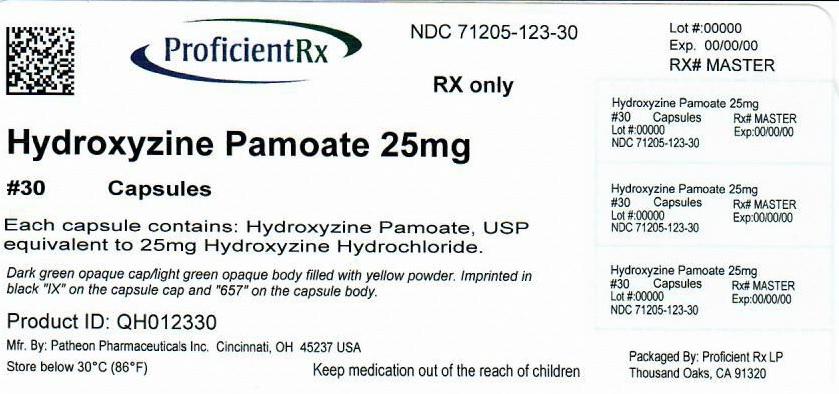 ProficientRx
NDC 71205-123-30
RX only
Lot #:00000
Exp. 00/00/00
RX# MASTER
Hydroxyzine Pamoate 25mg
#30 Capsules
Each capsule contains: Hydroxyzine Pamoate, USP
equivalent to 25mg Hydroxyzine Hydrochloride.
Dark green opaque cap/light green opaque body filled with yellow powder. Imprinted in
black "IX" on the capsule cap and "657" on the capsule body.
Product ID: QH012330
Mfr. By: Patheon Pharmaceuticals Inc. Cincinnati, OH 45237 USA
Store below 30°C (86°F)
Keep medication out of the reach of children
Hydroxyzine Pamoate 25mg
#30 Capsules Rx# MASTER
Lot #:00000 Exp:00/00/00
NDC 71205-123-30
Hydroxyzine Pamoate 25mg
#30 Capsules Rx# MASTER
Lot #:00000 Exp:00/00/00
NDC 71205-123-30
Hydroxyzine Pamoate 25mg
#30 Capsules Rx# MASTER
Lot #:00000 Exp:00/00/00
NDC 71205-123-30
Packaged By: Proficient Rx LP
Thousand Oaks, CA 91320